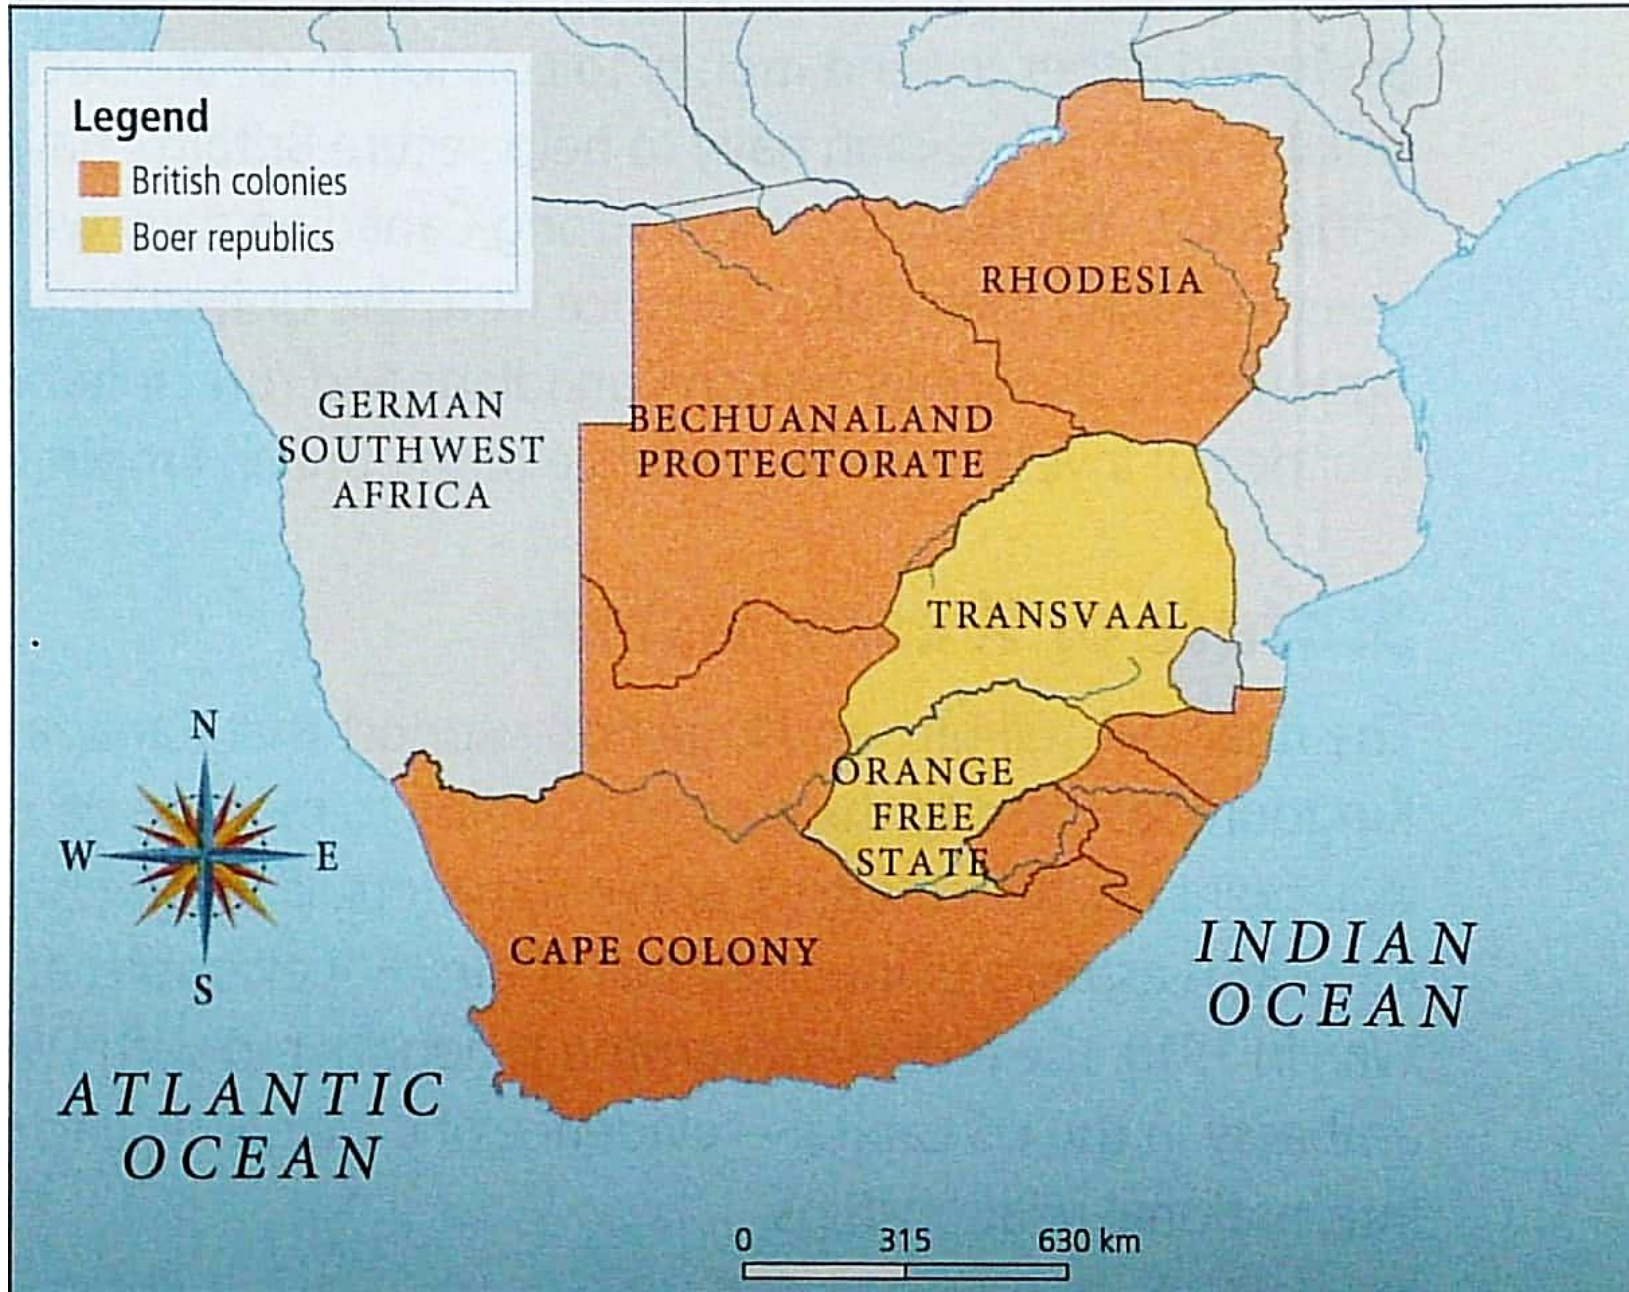 Legend
British colonies
Boer republics
RHODESIA
GERMAN
SOUTHWEST
AFRICA
BECHUANALAND
PROTECTORATE
TRANSVAAL
ORANGE
FREE
STATE
CAPE COLONY
N
W
E
S
INDIAN
OCEAN
ATLANTIC
OCEAN
0 315 630 km